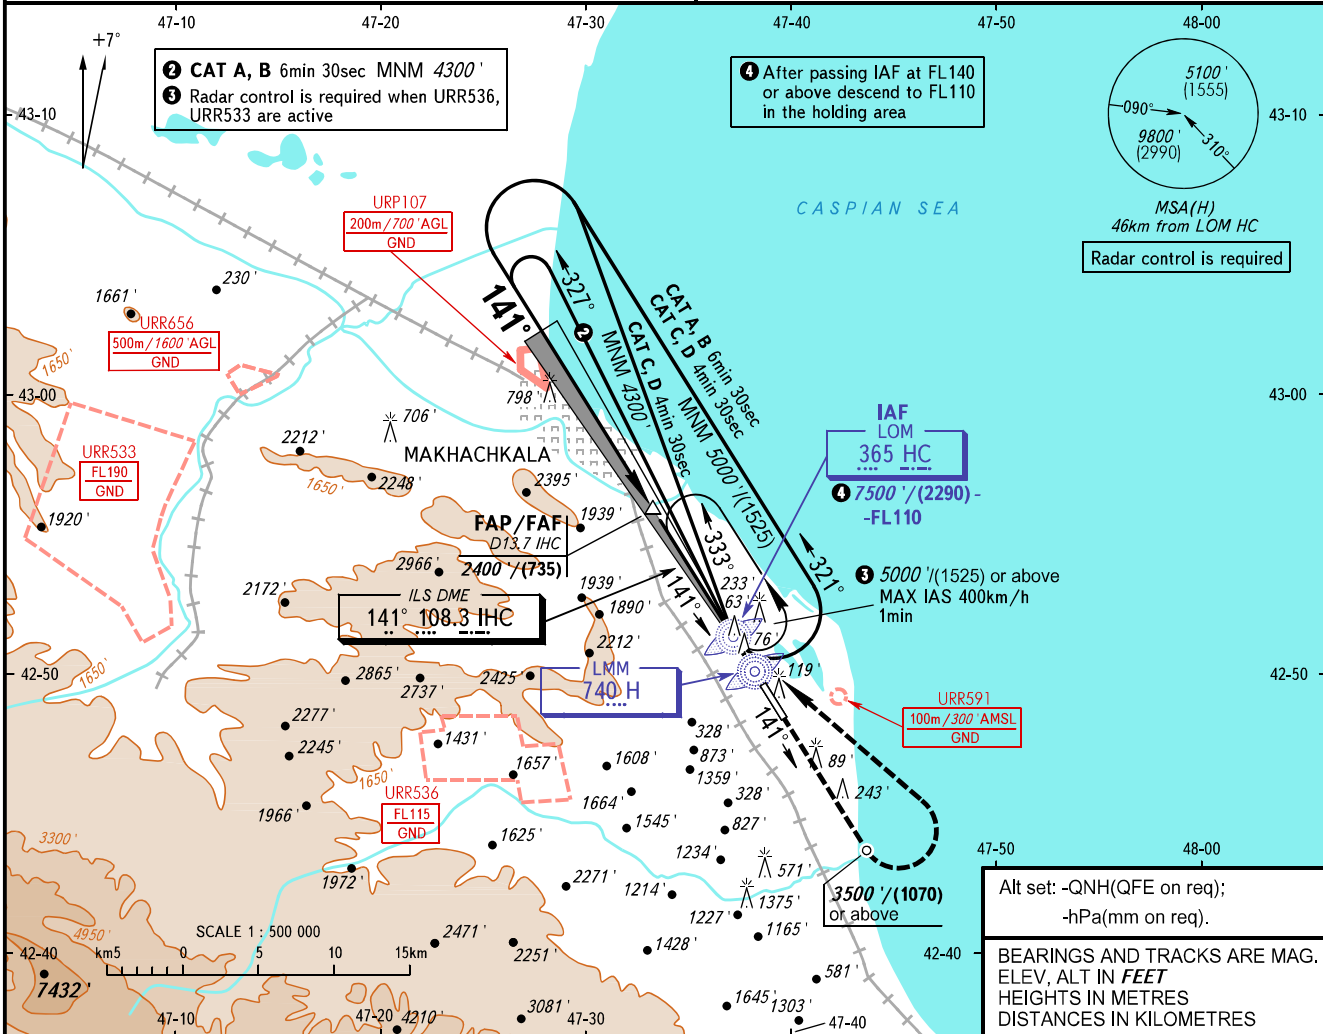 47-10
47-20
47-30
47-40
47-50
48-00
+7°
2 CAT A, B 6min 30sec MNM 4300'
3 Radar control is required when URR536,
URR533 are active
4 After passing IAF at FL140
or above descend to FL110
in the holding area
5100'
(1555)
090°
9800'
(2990)
310°
MSA(H)
46km from LOM HC
Radar control is required
43-10
43-10
CASPIAN SEA
URP107
200m/700'AGL
GND
230'
1661'
URR656
500m/1600'AGL
GND
1650'
141°
327°
2
CAT A, B 6min 30sec
CAT C, D 4min 30sec
MNM 5000'/(1525)
MNM 4300'
CAT C, D 4min 30sec
43-00
43-00
798'
706'
MAKHACHKALA
2212'
2248'
1650'
2395'
1939'
URR533
FL190
GND
1920'
IAF
LOM
365 HC
4 7500'/(2290)-
-FL110
FAP/FAF
D13.7 IHC
2400'/(735)
2966'
2172'
ILS DME
141° 108.3 IHC
1939'
1890'
2212'
141°
333°
321°
233'
63'
76'
3 5000'/(1525) or above
MAX IAS 400km/h
1min
42-50
1650'
2865'
2737'
2425'
LMM
740 H
119'
URR591
100m/300'AMSL
GND
141°
2277'
2245'
1431'
1657'
1608'
328'
873'
1359'
89'
243'
1650'
URR536
FL115
GND
1966'
1664'
328'
1545'
827'
1625'
1234'
571'
3300'
1972'
2271'
1214'
1375'
1227'
1165'
3500'/(1070)
or above
47-50
48-00
Alt set: -QNH(QFE on req);
-hPa(mm on req).
4950'
SCALE 1 : 500 000
km5 0 5 10 15km
2471'
2251'
1428'
42-40
42-40
7432'
581'
BEARINGS AND TRACKS ARE MAG.
ELEV, ALT IN FEET
HEIGHTS IN METRES
DISTANCES IN KILOMETRES
47-10
47-20
4210'
3081'
47-30
1645'
1303'
47-40